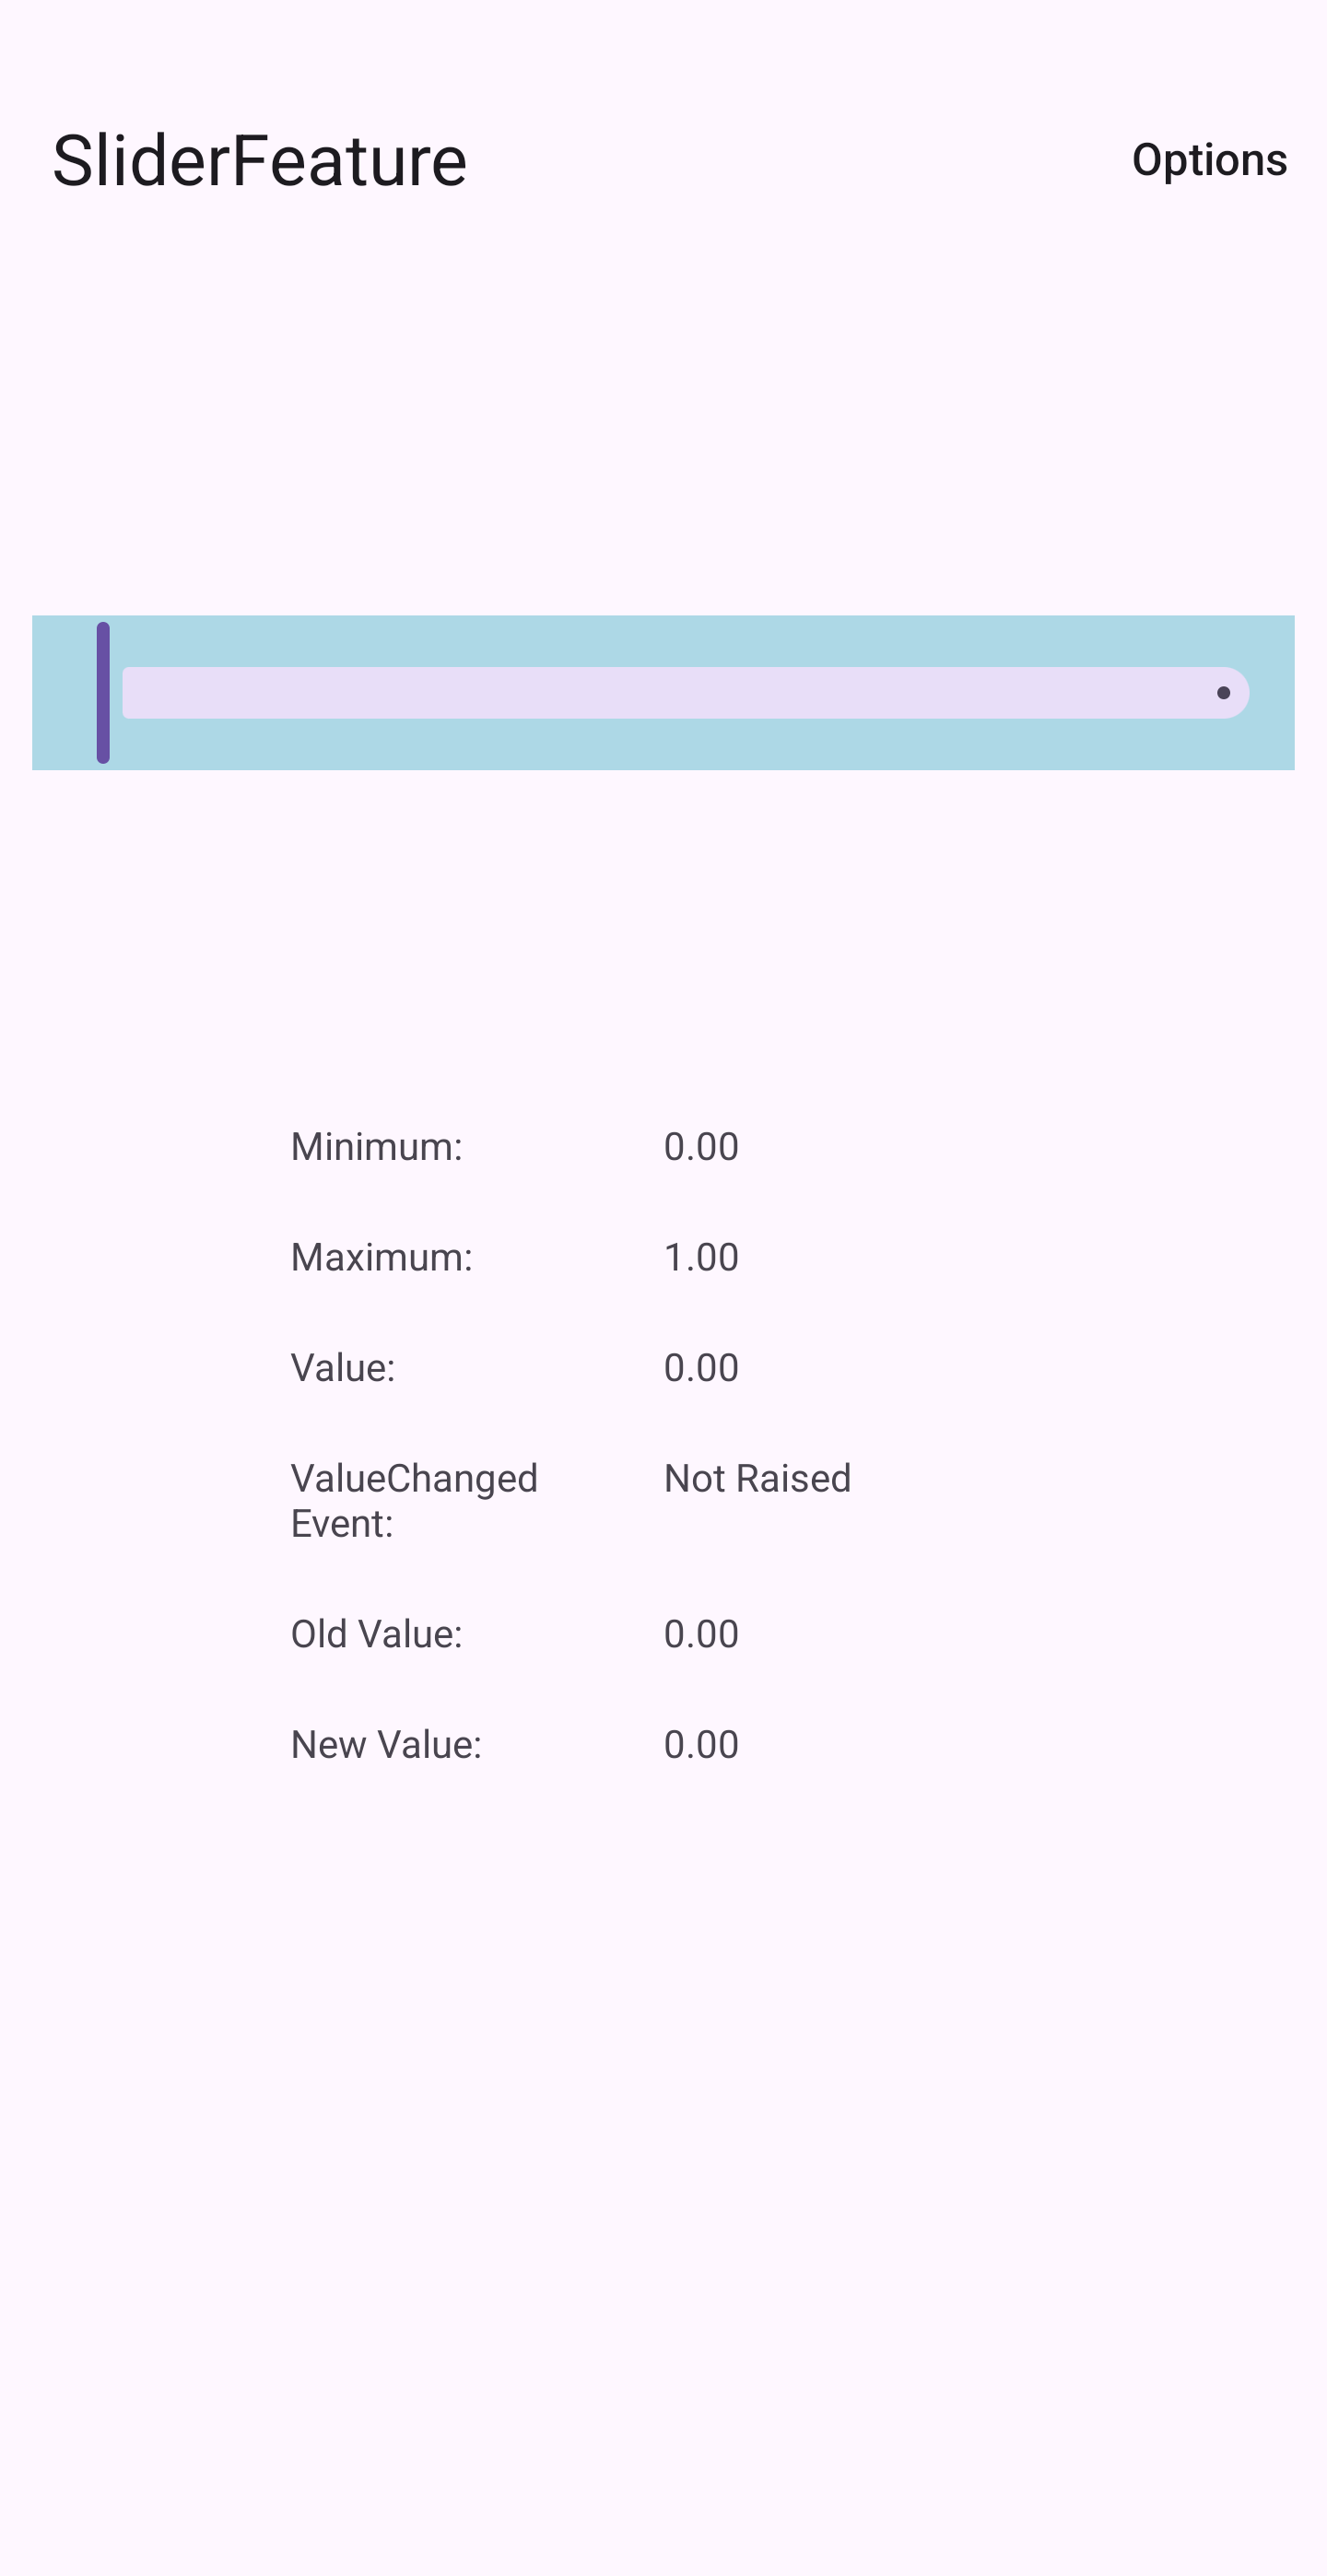 SliderFeature
Options
Minimum: 0.00
Maximum: 1.00
Value: 0.00
ValueChanged Not Raised
Event:
Old Value: 0.00
New Value: 0.00